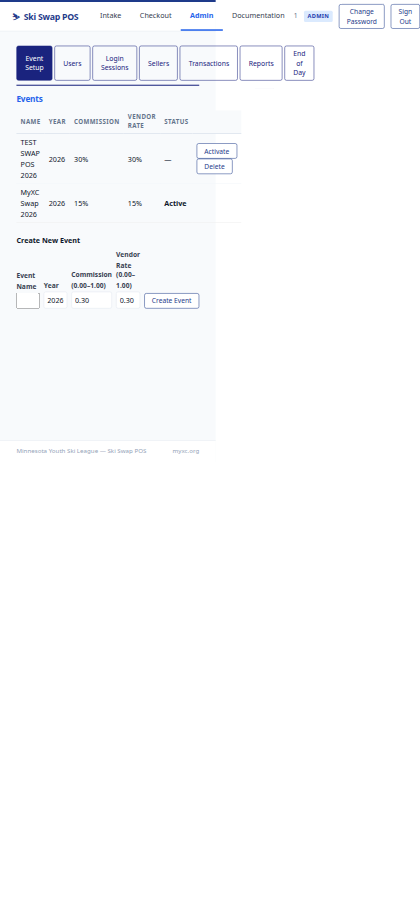 Ski Swap POS Intake Checkout Admin Documentation 1 ADMIN Change Password Sign Out
Event Setup Users Login Sessions Sellers Transactions Reports End of Day
Events
NAME YEAR COMMISSION VENDOR RATE STATUS
TEST SWAP POS 2026 2026 30% 30% — Activate Delete
MyXC Swap 2026 2026 15% 15% Active
Create New Event
Event Name Year Commission (0.00–1.00) Vendor Rate (0.00–1.00)
2026 0.30 0.30 Create Event
Minnesota Youth Ski League — Ski Swap POS mysc.org